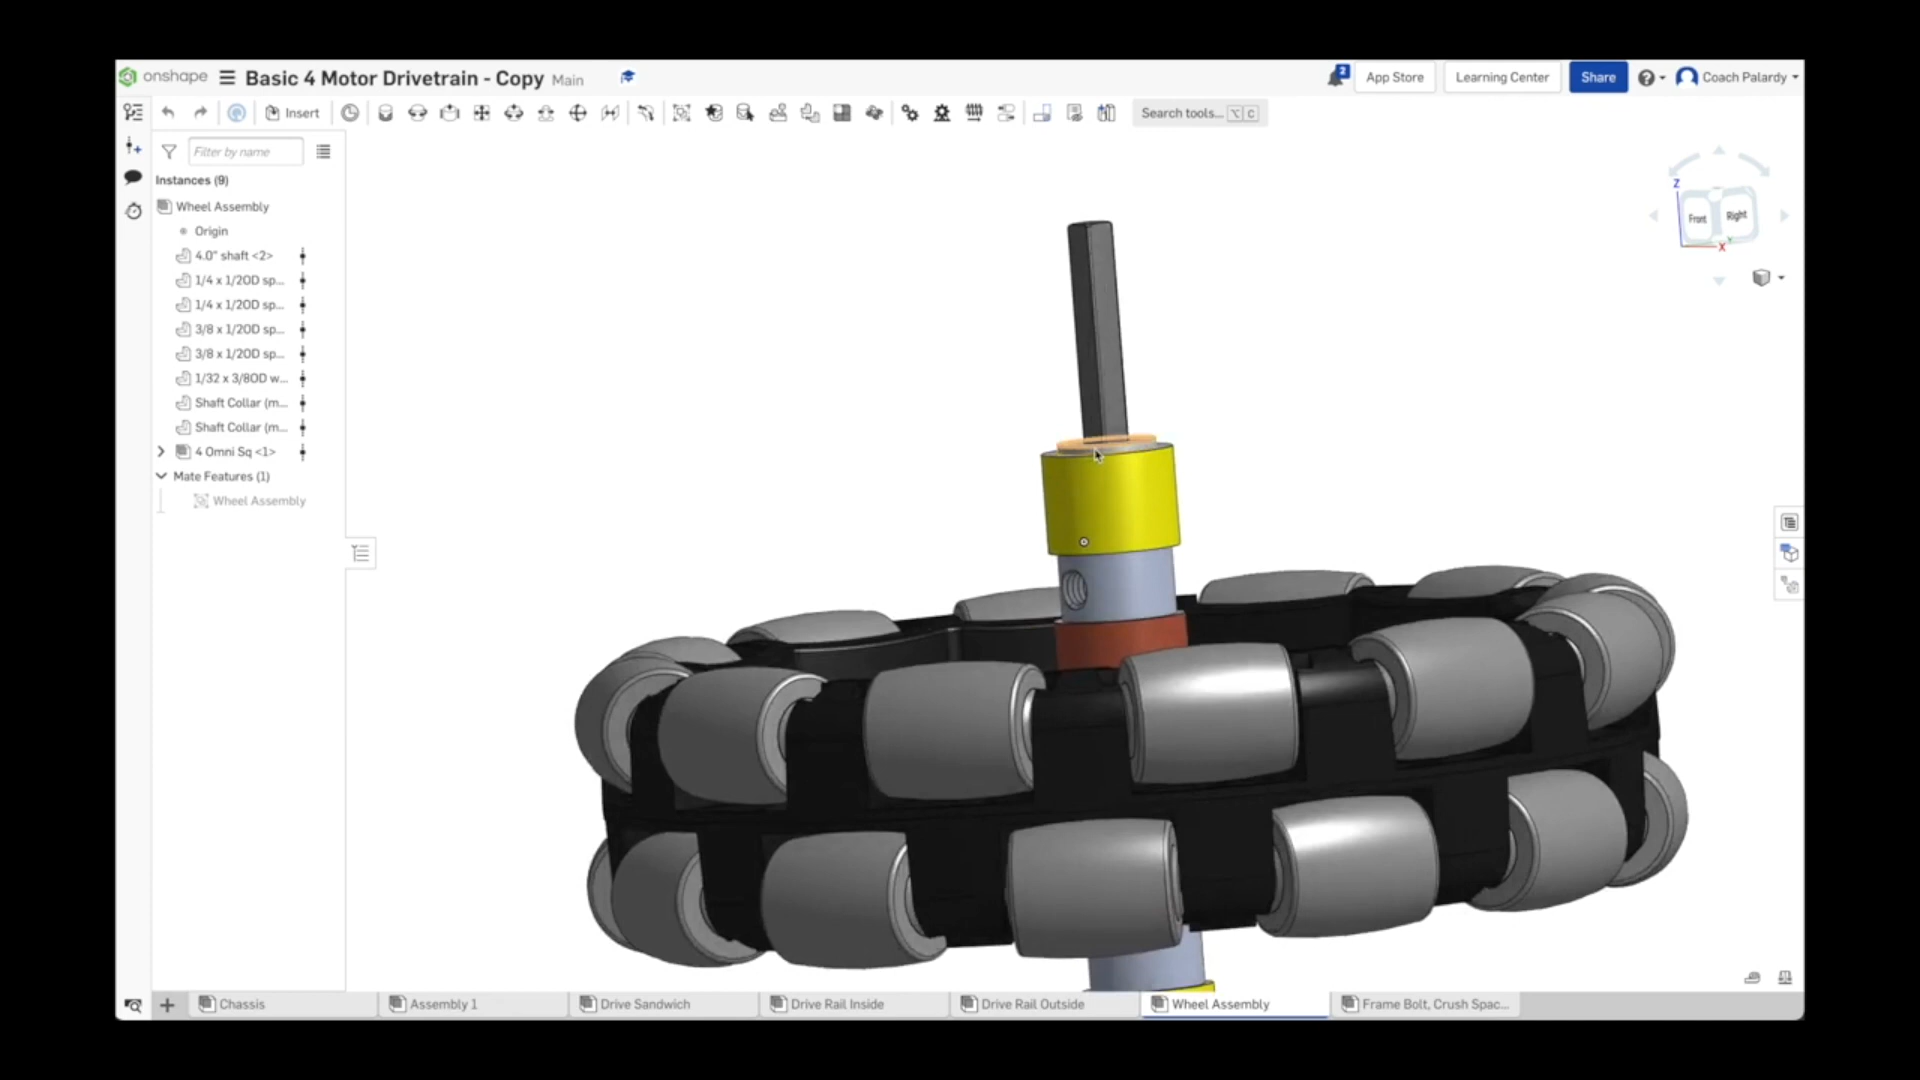 onshape Basic 4 Motor Drivetrain - Copy Main 2 App Store Learning Center Share Coach Palardy
Insert Search tools... ⌥ C
Filter by name
Instances (9)
Wheel Assembly
Origin
4.0" shaft <2>
1/4 x 1/2OD sp...
1/4 x 1/2OD sp...
3/8 x 1/2OD sp...
3/8 x 1/2OD sp...
1/32 x 3/8OD w...
Shaft Collar (m...
Shaft Collar (m...
4 Omni Sq <1>
Mate Features (1)
Wheel Assembly
Z
Front Right
X
Chassis Assembly 1 Drive Sandwich Drive Rail Inside Drive Rail Outside Wheel Assembly Frame Bolt, Crush Spac...